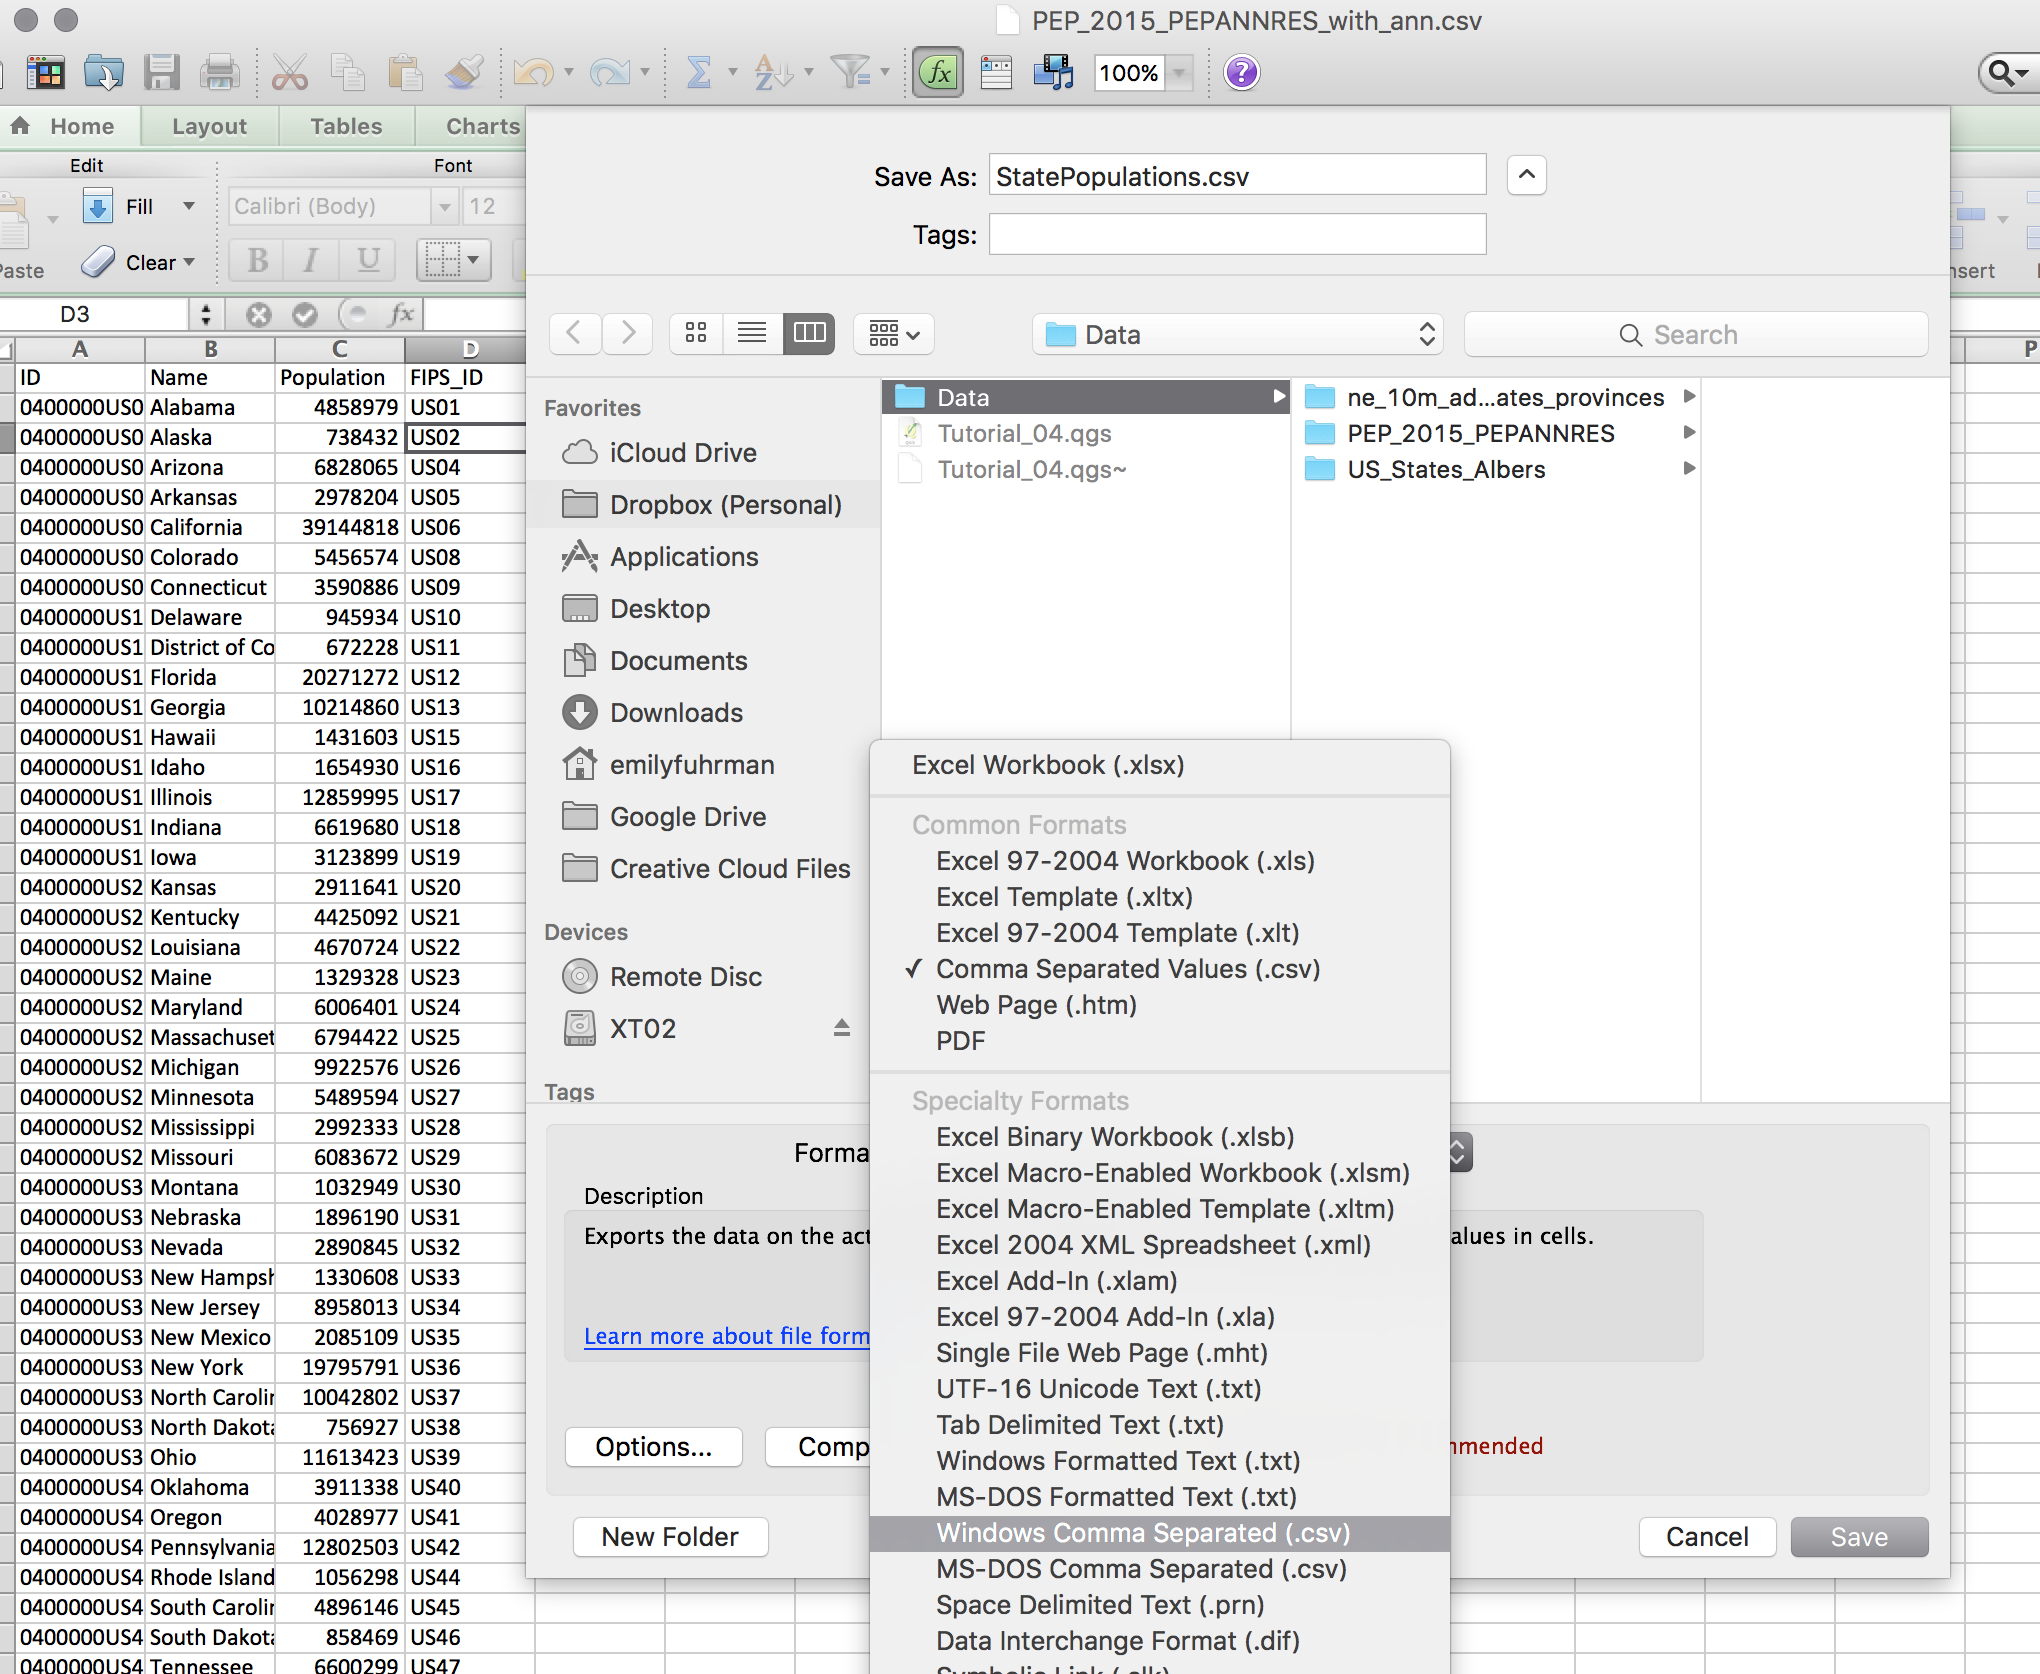 PEP_2015_PEPANNRES_with_ann.csv
100%
Home Layout Tables Charts
Edit Font
Fill
Calibri (Body) 12
Clear
B I U
D3
fx
A B C D P
ID Name Population FIPS_ID
0400000US0 Alabama 4858979 US01
0400000US0 Alaska 738432 US02
0400000US0 Arizona 6828065 US04
0400000US0 Arkansas 2978204 US05
0400000US0 California 39144818 US06
0400000US0 Colorado 5456574 US08
0400000US0 Connecticut 3590886 US09
0400000US1 Delaware 945934 US10
0400000US1 District of Co 672228 US11
0400000US1 Florida 20271272 US12
0400000US1 Georgia 10214860 US13
0400000US1 Hawaii 1431603 US15
0400000US1 Idaho 1654930 US16
0400000US1 Illinois 12859995 US17
0400000US1 Indiana 6619680 US18
0400000US1 Iowa 3123899 US19
0400000US2 Kansas 2911641 US20
0400000US2 Kentucky 4425092 US21
0400000US2 Louisiana 4670724 US22
0400000US2 Maine 1329328 US23
0400000US2 Maryland 6006401 US24
0400000US2 Massachuset 6794422 US25
0400000US2 Michigan 9922576 US26
0400000US2 Minnesota 5489594 US27
0400000US2 Mississippi 2992333 US28
0400000US2 Missouri 6083672 US29
0400000US3 Montana 1032949 US30
0400000US3 Nebraska 1896190 US31
0400000US3 Nevada 2890845 US32
0400000US3 New Hampsh 1330608 US33
0400000US3 New Jersey 8958013 US34
0400000US3 New Mexico 2085109 US35
0400000US3 New York 19795791 US36
0400000US3 North Carolin 10042802 US37
0400000US3 North Dakota 756927 US38
0400000US3 Ohio 11613423 US39
0400000US4 Oklahoma 3911338 US40
0400000US4 Oregon 4028977 US41
0400000US4 Pennsylvania 12802503 US42
0400000US4 Rhode Island 1056298 US44
0400000US4 South Carolin 4896146 US45
0400000US4 South Dakota 858469 US46
0400000US4 Tennessee 6600299 US47
Save As: StatePopulations.csv
Tags:
Data
Search
Favorites
iCloud Drive
Dropbox (Personal)
Applications
Desktop
Documents
Downloads
emilyfuhrman
Google Drive
Creative Cloud Files
Devices
Remote Disc
XT02
Tags
Data
Tutorial_04.qgs
Tutorial_04.qgs~
ne_10m_ad...ates_provinces
PEP_2015_PEPANNRES
US_States_Albers
Excel Workbook (.xlsx)
Common Formats
Excel 97-2004 Workbook (.xls)
Excel Template (.xltx)
Excel 97-2004 Template (.xlt)
✓ Comma Separated Values (.csv)
Web Page (.htm)
PDF
Specialty Formats
Excel Binary Workbook (.xlsb)
Excel Macro-Enabled Workbook (.xlsm)
Excel Macro-Enabled Template (.xltm)
Excel 2004 XML Spreadsheet (.xml)
Excel Add-In (.xlam)
Excel 97-2004 Add-In (.xla)
Single File Web Page (.mht)
UTF-16 Unicode Text (.txt)
Tab Delimited Text (.txt)
Windows Formatted Text (.txt)
MS-DOS Formatted Text (.txt)
Windows Comma Separated (.csv)
MS-DOS Comma Separated (.csv)
Space Delimited Text (.prn)
Data Interchange Format (.dif)
Forma
Description
Exports the data on the act alues in cells.
Learn more about file form
Options... Comp mmended
New Folder Cancel Save